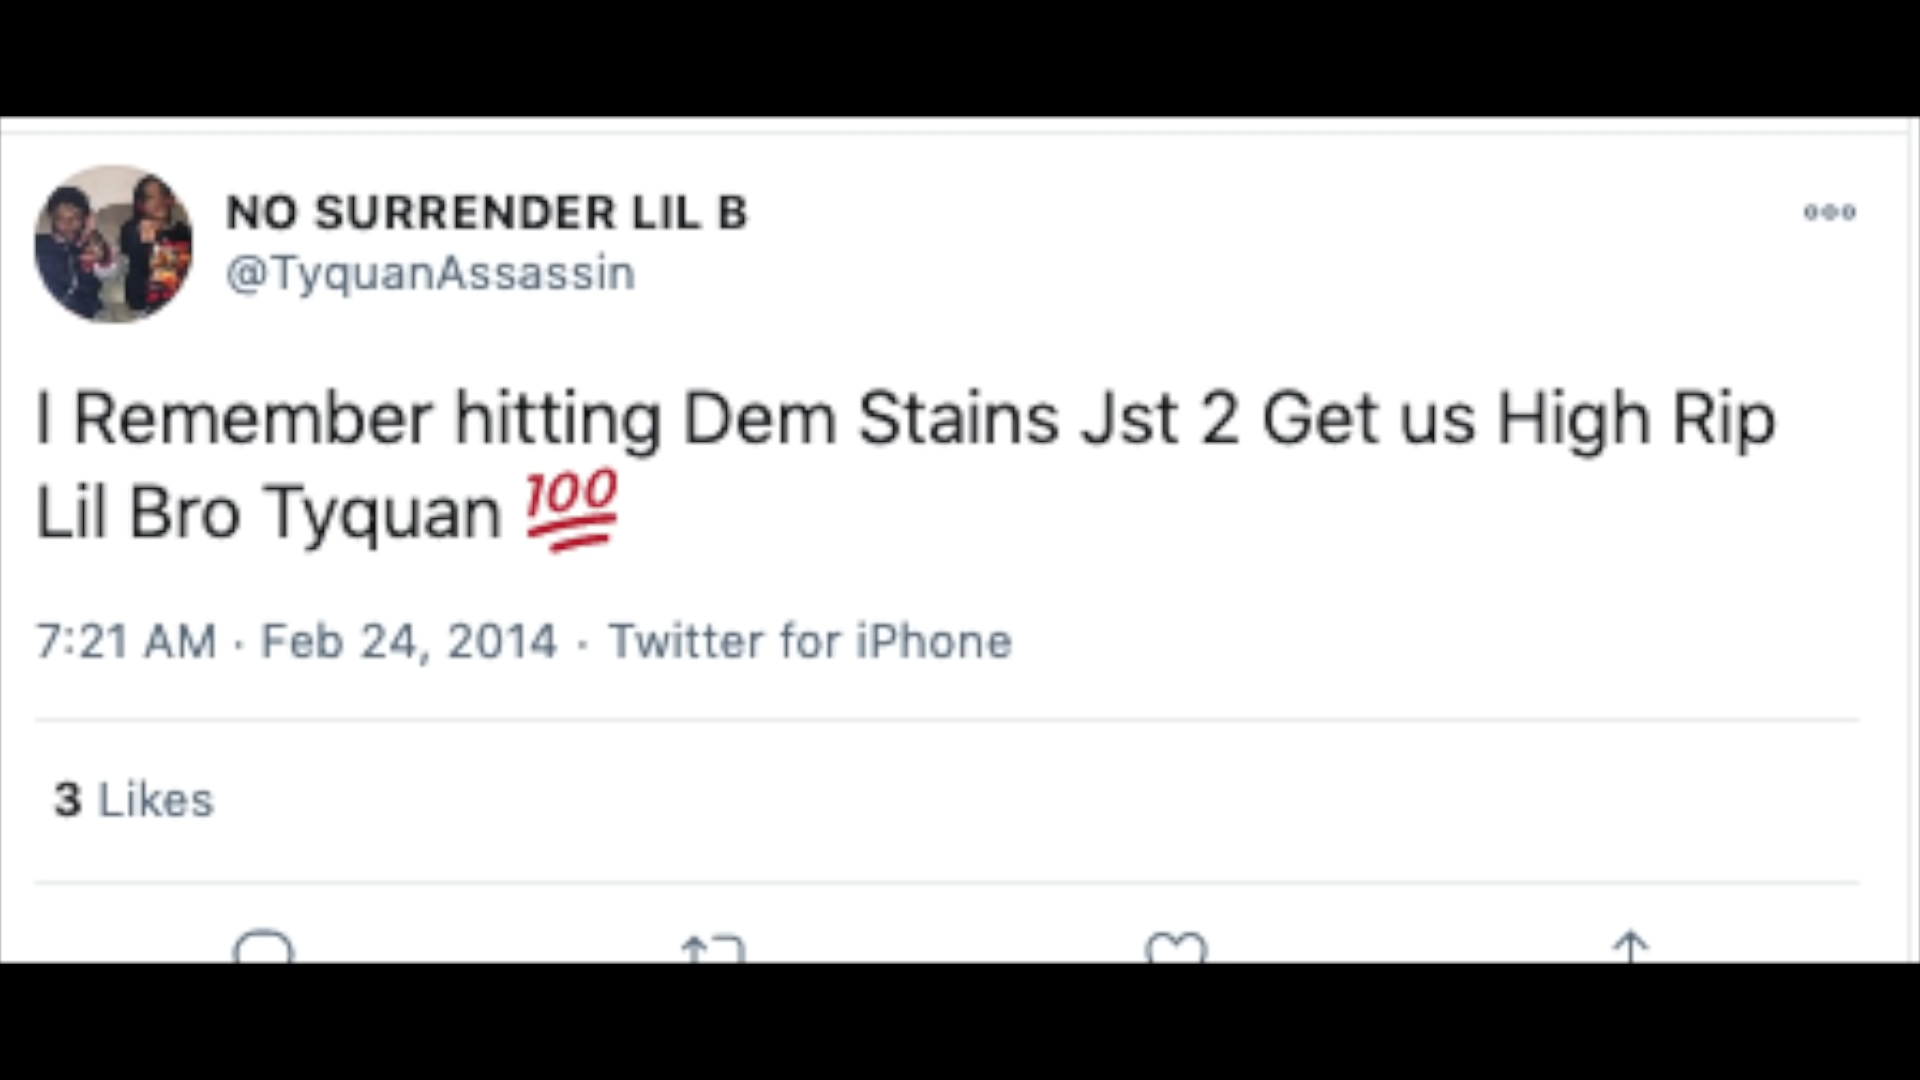 NO SURRENDER LIL B
@TyquanAssassin
I Remember hitting Dem Stains Jst 2 Get us High Rip
Lil Bro Tyquan 💯
7:21 AM · Feb 24, 2014 · Twitter for iPhone
3 Likes